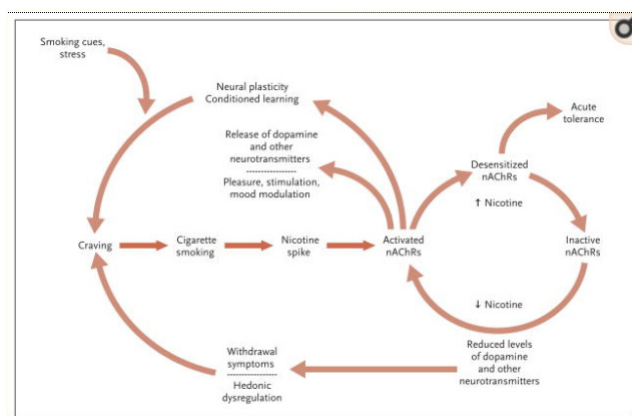 Smoking cues,
stress
Neural plasticity
Conditioned learning
Release of dopamine
and other
neurotransmitters
Pleasure, stimulation,
mood modulation
Acute
tolerance
Desensitized
nAChRs
↑ Nicotine
Craving
Cigarette
smoking
Nicotine
spike
Activated
nAChRs
Inactive
nAChRs
↓ Nicotine
Reduced levels
of dopamine
and other
neurotransmitters
Withdrawal
symptoms
Hedonic
dysregulation